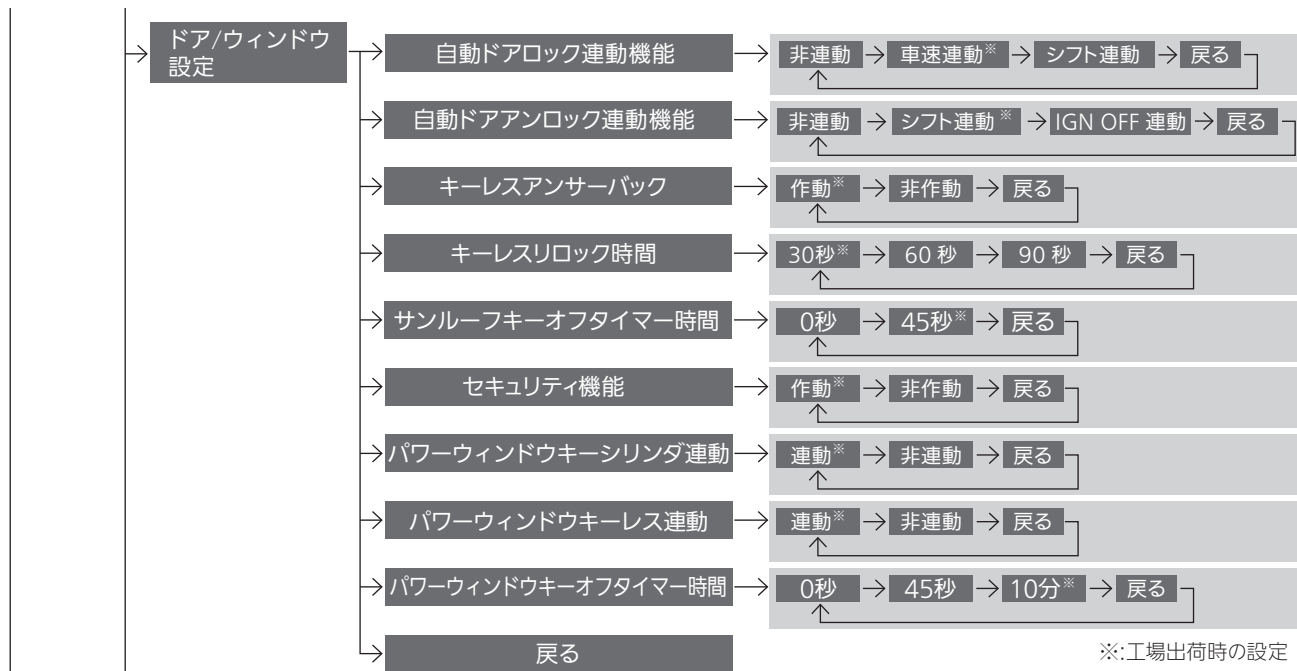 ドア/ウィンドウ
設定
自動ドアロック連動機能
非連動 車速連動※ シフト連動 戻る
自動ドアアンロック連動機能
非連動 シフト連動※ IGN OFF 連動 戻る
キーレスアンサーバック
作動※ 非作動 戻る
キーレスリロック時間
30秒※ 60 秒 90 秒 戻る
サンルーフキーオフタイマー時間
0秒 45秒※ 戻る
セキュリティ機能
作動※ 非作動 戻る
パワーウィンドウキーシリンダ連動
連動※ 非連動 戻る
パワーウィンドウキーレス連動
連動※ 非連動 戻る
パワーウィンドウキーオフタイマー時間
0秒 45秒 10分※ 戻る
戻る
※:工場出荷時の設定